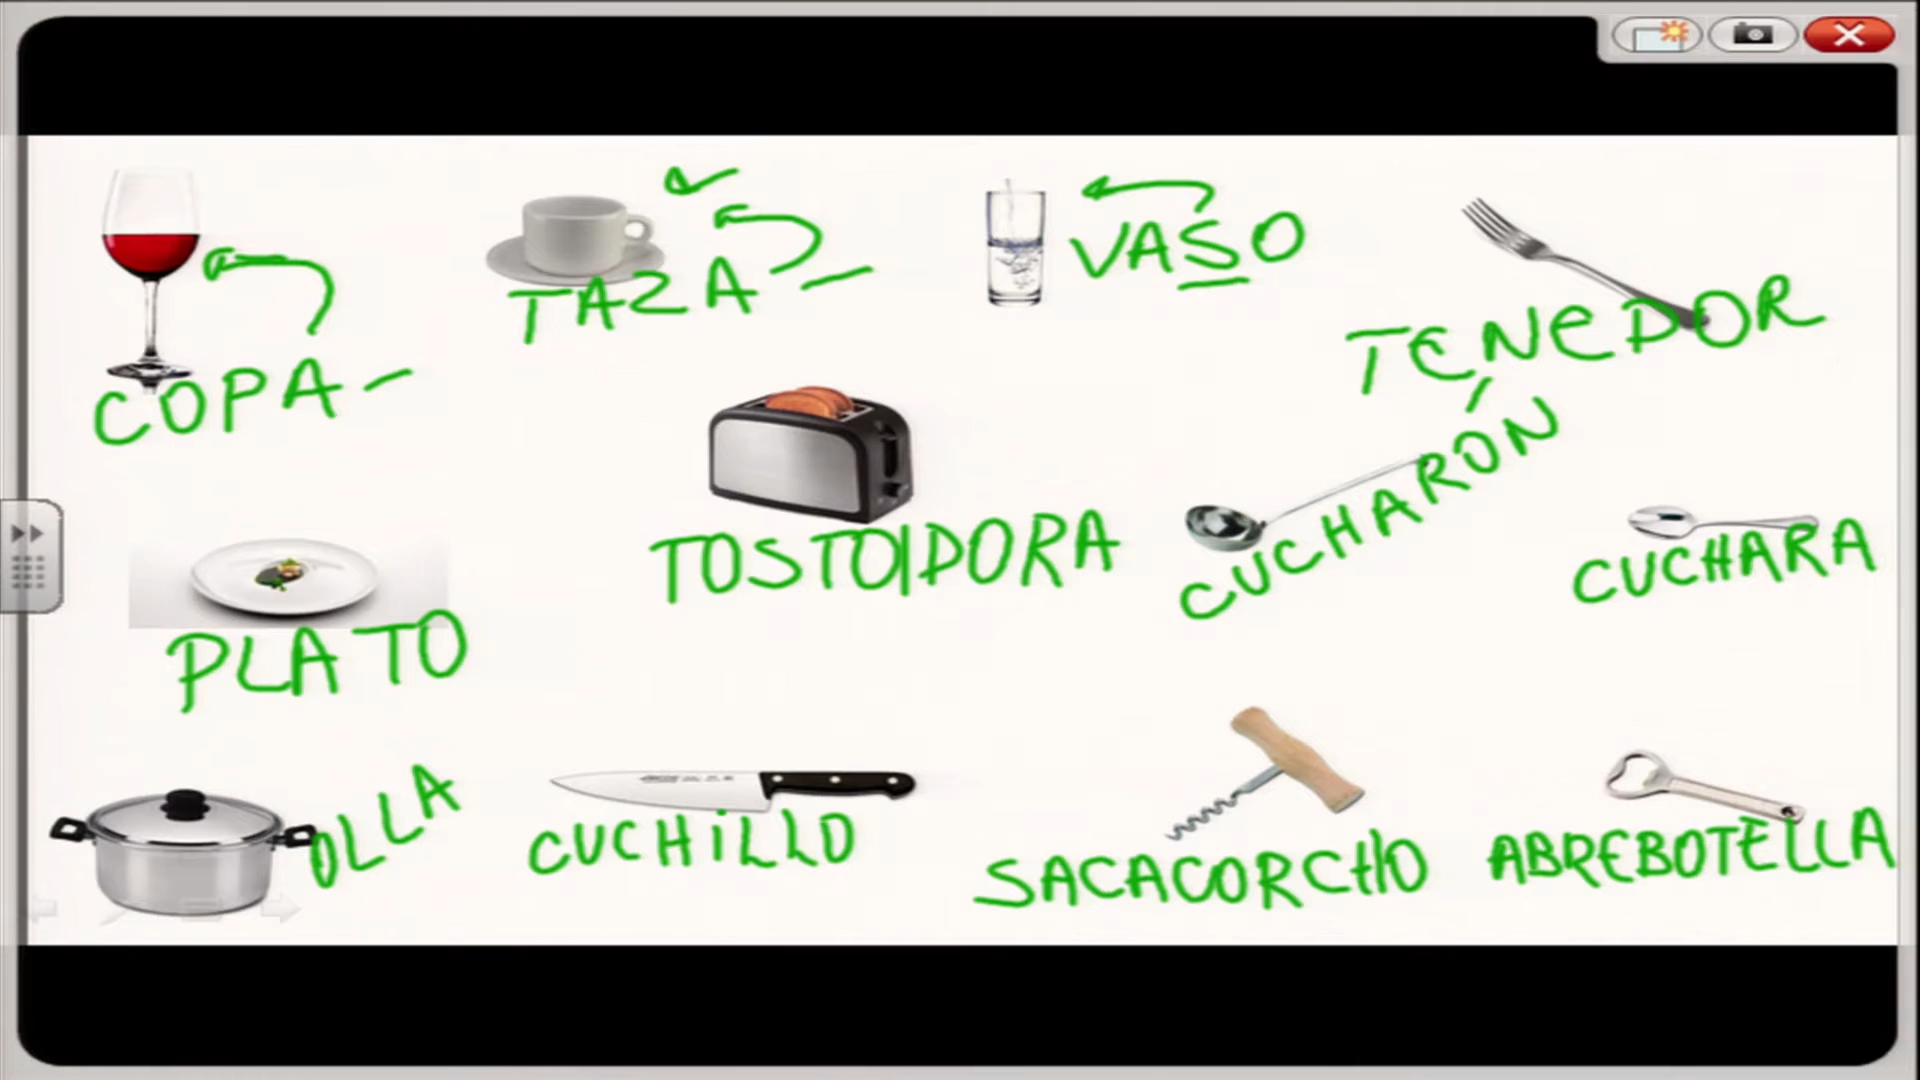 COPA
TAZA
VASO
TENEDOR
PLATO
TOSTOIDORA
CUCHARÓN
CUCHARA
OLLA
CUCHiLLO
SACACORCHO
ABREBOTELLA